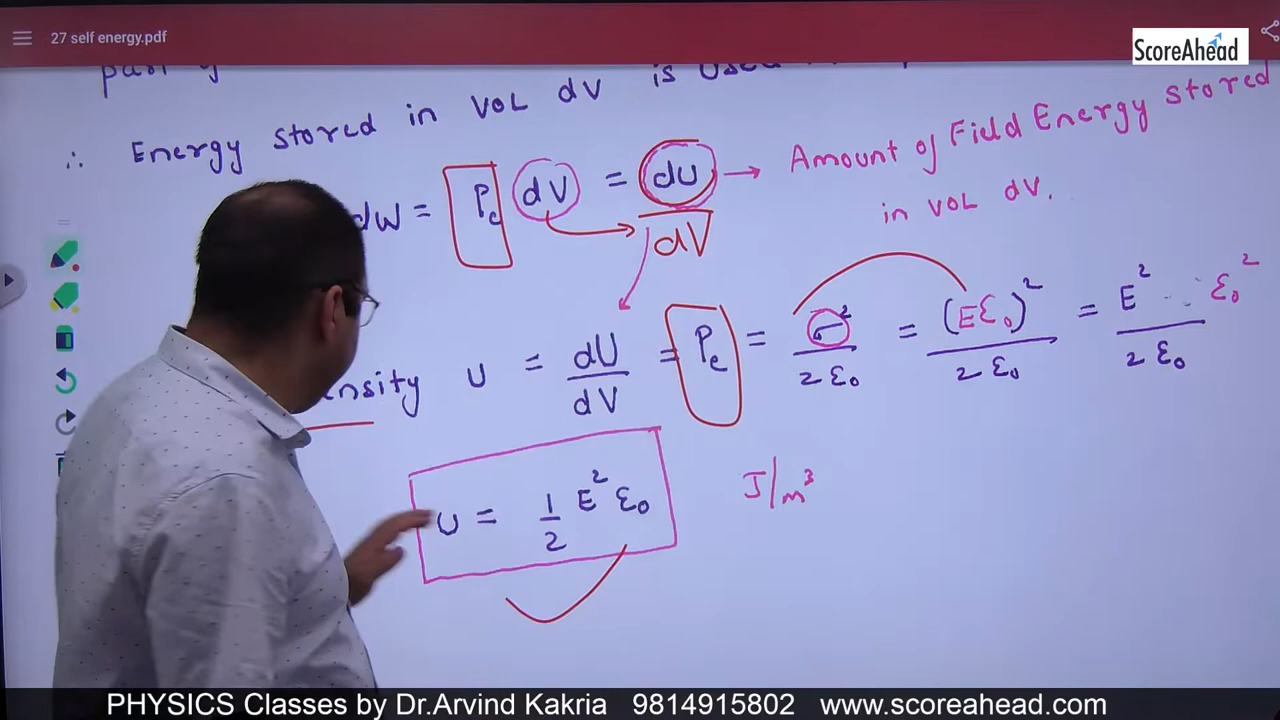 27 self energy.pdf
ScoreAhead
∴ Energy stored in VOL dV is used
dW = Pe dV = dU → Amount of Field Energy stored
dV
in VOL dV.
nsity U = dU/dV = Pe = σ²/2ε₀ = (Eε₀)²/2ε₀ = E² ε₀²/2ε₀
U = 1/2 E² ε₀ J/m³
PHYSICS Classes by Dr.Arvind Kakria 9814915802 www.scoreahead.com